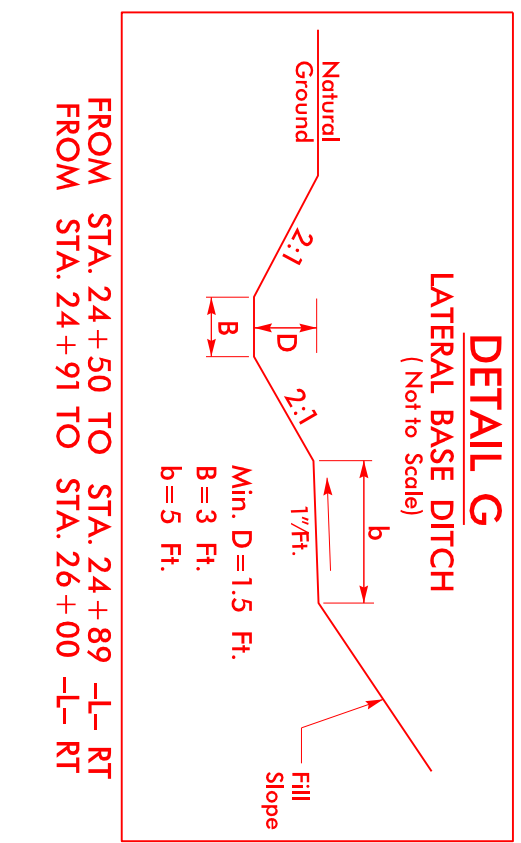 DETAIL G
LATERAL BASE DITCH
( Not to Scale)
Natural
Ground
2:1
D
B
2:1
b
1"/Ft.
Fill
Slope
Min. D=1.5 Ft.
B=3 Ft.
b=5 Ft.
FROM STA. 24+50 TO STA. 24+89 -L- RT
FROM STA. 24+91 TO STA. 26+00 -L- RT